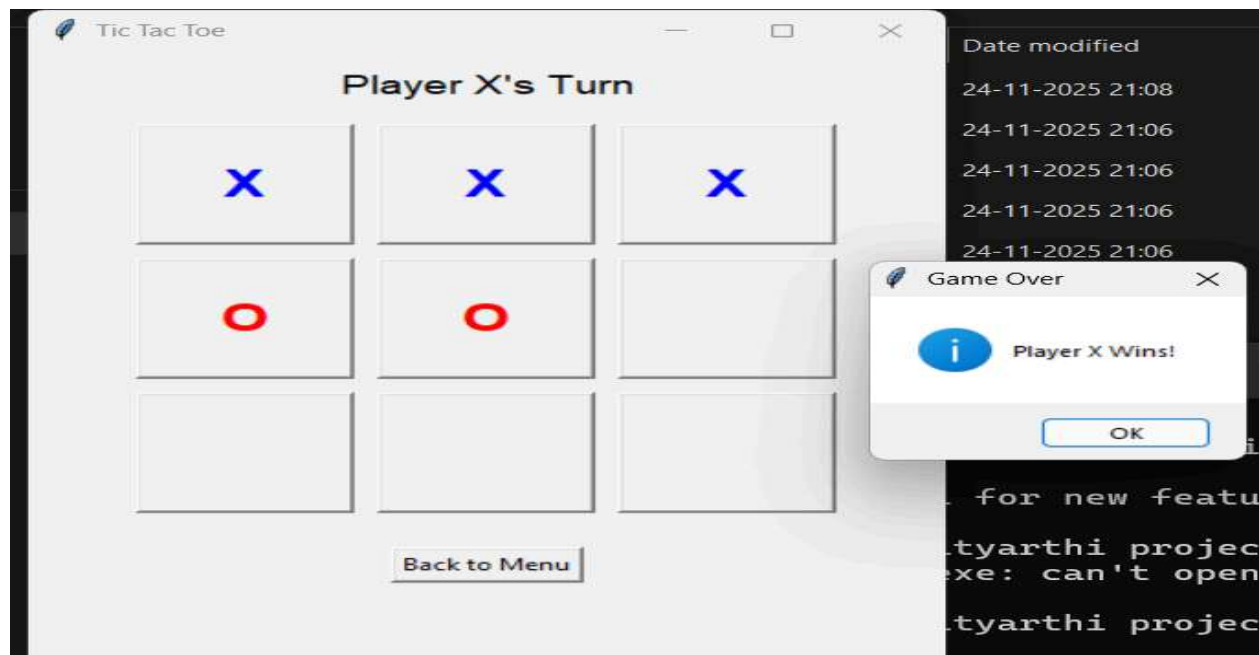 Tic Tac Toe
Player X's Turn
X X X
O O
Back to Menu
Date modified
24-11-2025 21:08
24-11-2025 21:06
24-11-2025 21:06
24-11-2025 21:06
24-11-2025 21:06
Game Over
i
Player X Wins!
OK
for new featu
tyarthi projec
xe: can't open
tyarthi projec